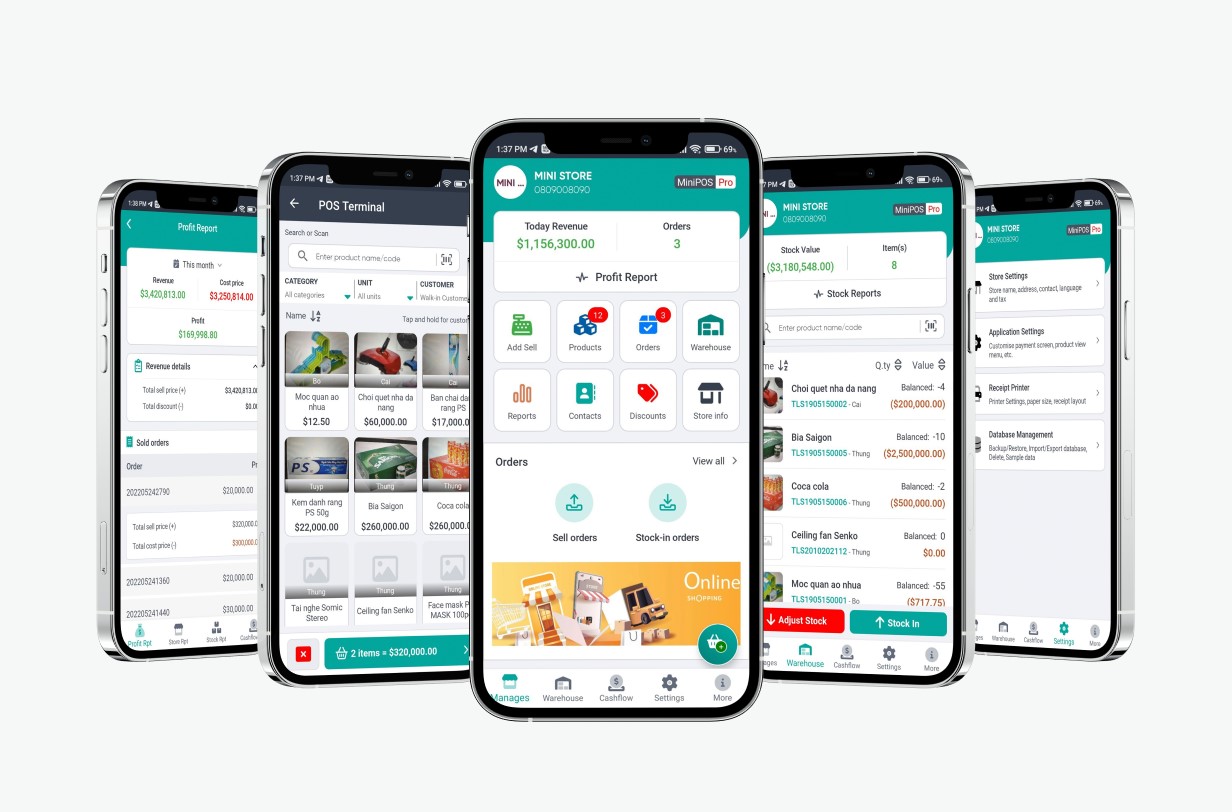 1:38 PM
Profit Report
This month
Revenue
Cost price
$3,420,813.00
$3,250,814.00
Profit
$169,998.80
Revenue details
Total sell price (+)
$3,420,813.00
Total discount (-)
$0.00
Sold orders
Order
202205242790
$20,000.00
Total sell price (+)
$320,000.0
Total cost price (-)
$300,000.0
202205241360
$20,000.00
202205241440
$30,000.00
Profit Rpt
Store Rpt
Stock Rpt
Cashflow
1:37 PM
POS Terminal
Search or Scan
Enter product name/code
CATEGORY
UNIT
CUSTOMER
All categories
All units
Walk-in Custome
Name
Tap and hold for custom
Bo
Cai
Cai
Moc quan ao
nhua
$12.50
Choi quet nha da
nang
$60,000.00
Ban chai da
rang PS
$17,000.0
PS
Tuyp
Thung
Thung
Kem danh rang
PS 50g
$22,000.00
Bia Saigon
$260,000.00
Coca cola
$260,000.
Thung
Thung
Thung
Tai nghe Somic
Stereo
Ceiling fan Senko
Face mask P
MASK 100p
2 items = $320,000.00
1:37 PM
69%
MINI ...
MINI STORE
0809008090
MiniPOS Pro
Today Revenue
Orders
$1,156,300.00
3
Profit Report
12
3
Add Sell
Products
Orders
Warehouse
Reports
Contacts
Discounts
Store info
Orders
View all
Sell orders
Stock-in orders
Online
SHOPPING
Manages
Warehouse
Cashflow
Settings
More
7 PM
69%
MINI STORE
0809008090
MiniPOS Pro
Stock Value
Item(s)
($3,180,548.00)
8
Stock Reports
Enter product name/code
me
Q.ty
Value
Choi quet nha da nang
Balanced: -4
TLS1905150002 - Cai
($200,000.00)
Bia Saigon
Balanced: -10
TLS1905150005 - Thung
($2,500,000.00)
Coca cola
Balanced: -2
TLS1905150006 - Thung
($500,000.00)
Ceiling fan Senko
Balanced: 0
TLS2010202112 - Thung
$0.00
Moc quan ao nhua
Balanced: -55
TLS1905150001 - Bo
($717.75)
Adjust Stock
Stock In
ages
Warehouse
Cashflow
Settings
More
PM
69%
MINI STORE
0809008090
MiniPOS Pro
Store Settings
Store name, address, contact, language
and tax
Application Settings
Customise payment screen, product view
menu, etc.
Receipt Printer
Printer Settings, paper size, receipt layout
Database Management
Backup/Restore, Import/Export database,
Delete, Sample data
ges
Warehouse
Cashflow
Settings
More